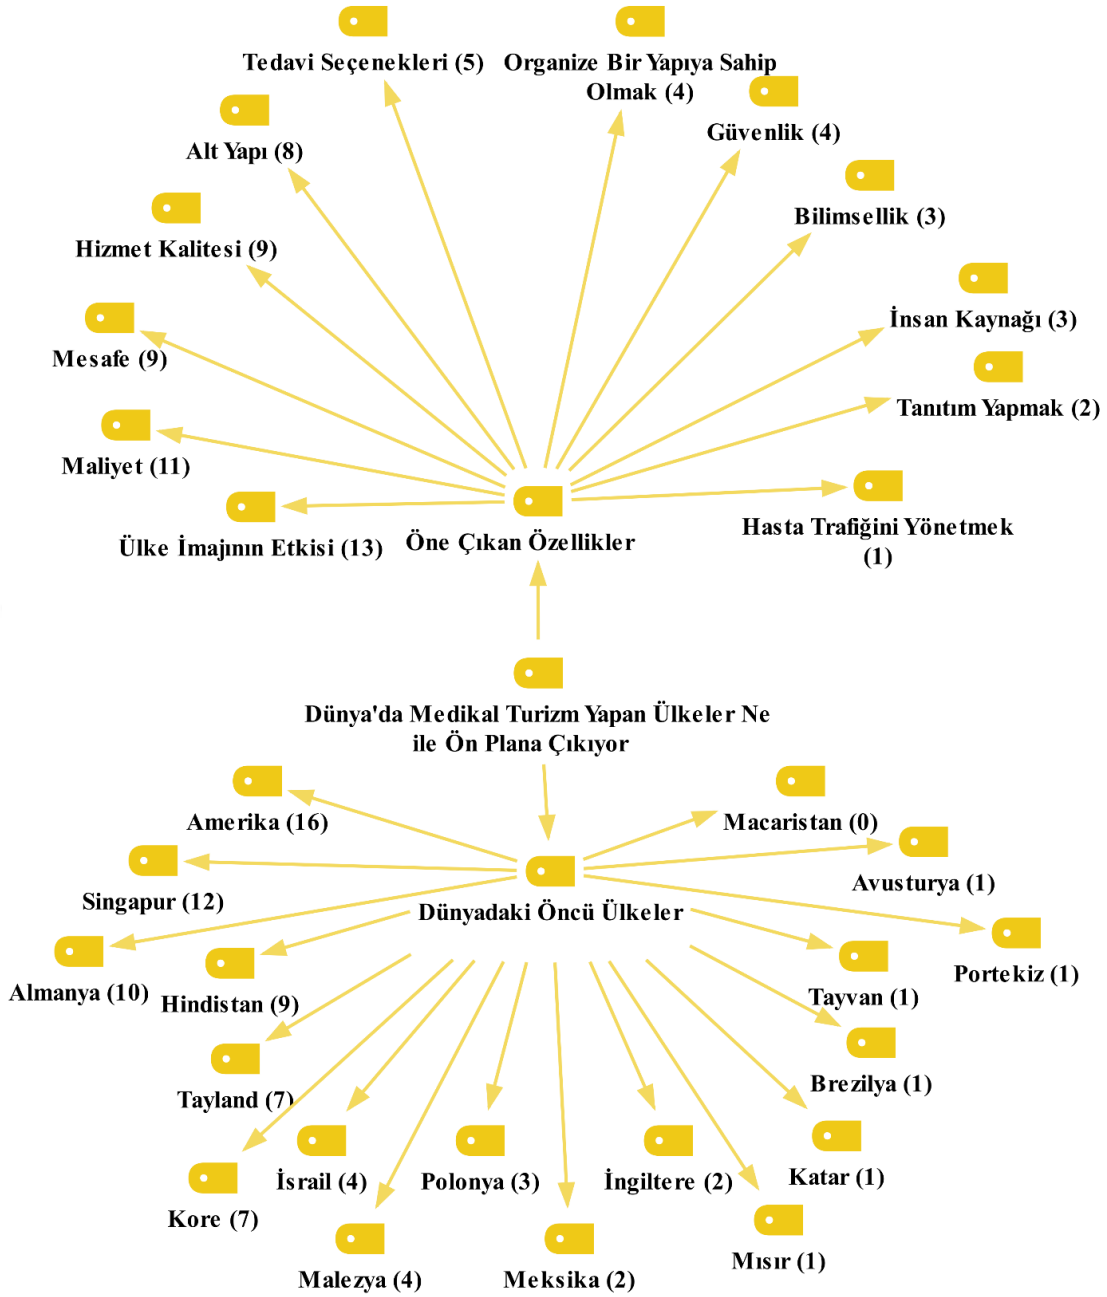 Tedavi Seçenekleri (5)
Organize Bir Yapıya Sahip
Olmak (4)
Alt Yapı (8)
Güvenlik (4)
Hizmet Kalitesi (9)
Bilimsellik (3)
Mesafe (9)
İnsan Kaynağı (3)
Maliyet (11)
Tanıtım Yapmak (2)
Ülke İmajının Etkisi (13)
Öne Çıkan Özellikler
Hasta Trafiğini Yönetmek
(1)
Dünya'da Medikal Turizm Yapan Ülkeler Ne
ile Ön Plana Çıkıyor
Amerika (16)
Macaristan (0)
Singapur (12)
Avusturya (1)
Dünyadaki Öncü Ülkeler
Almanya (10)
Hindistan (9)
Tayvan (1)
Portekiz (1)
Tayland (7)
Brezilya (1)
Kore (7)
İsrail (4)
Polonya (3)
İngiltere (2)
Katar (1)
Malezya (4)
Meksika (2)
Mısır (1)